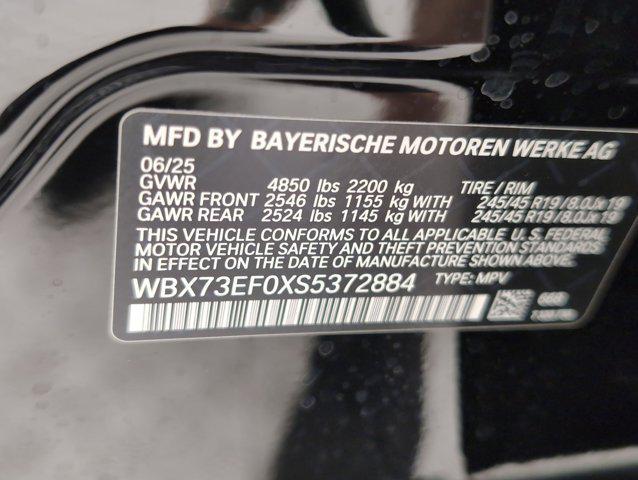 MFD BY BAYERISCHE MOTOREN WERKE AG
06/25
GVWR 4850 lbs 2200 kg TIRE / RIM
GAWR FRONT 2546 lbs 1155 kg WITH 245/45 R19 / 8.0Jx19
GAWR REAR 2524 lbs 1145 kg WITH 245/45 R19 / 8.0Jx19
THIS VEHICLE CONFORMS TO ALL APPLICABLE U.S. FEDERAL
MOTOR VEHICLE SAFETY AND THEFT PREVENTION STANDARDS
IN EFFECT ON THE DATE OF MANUFACTURE SHOWN ABOVE.
WBX73EF0XS5372884 TYPE: MPV